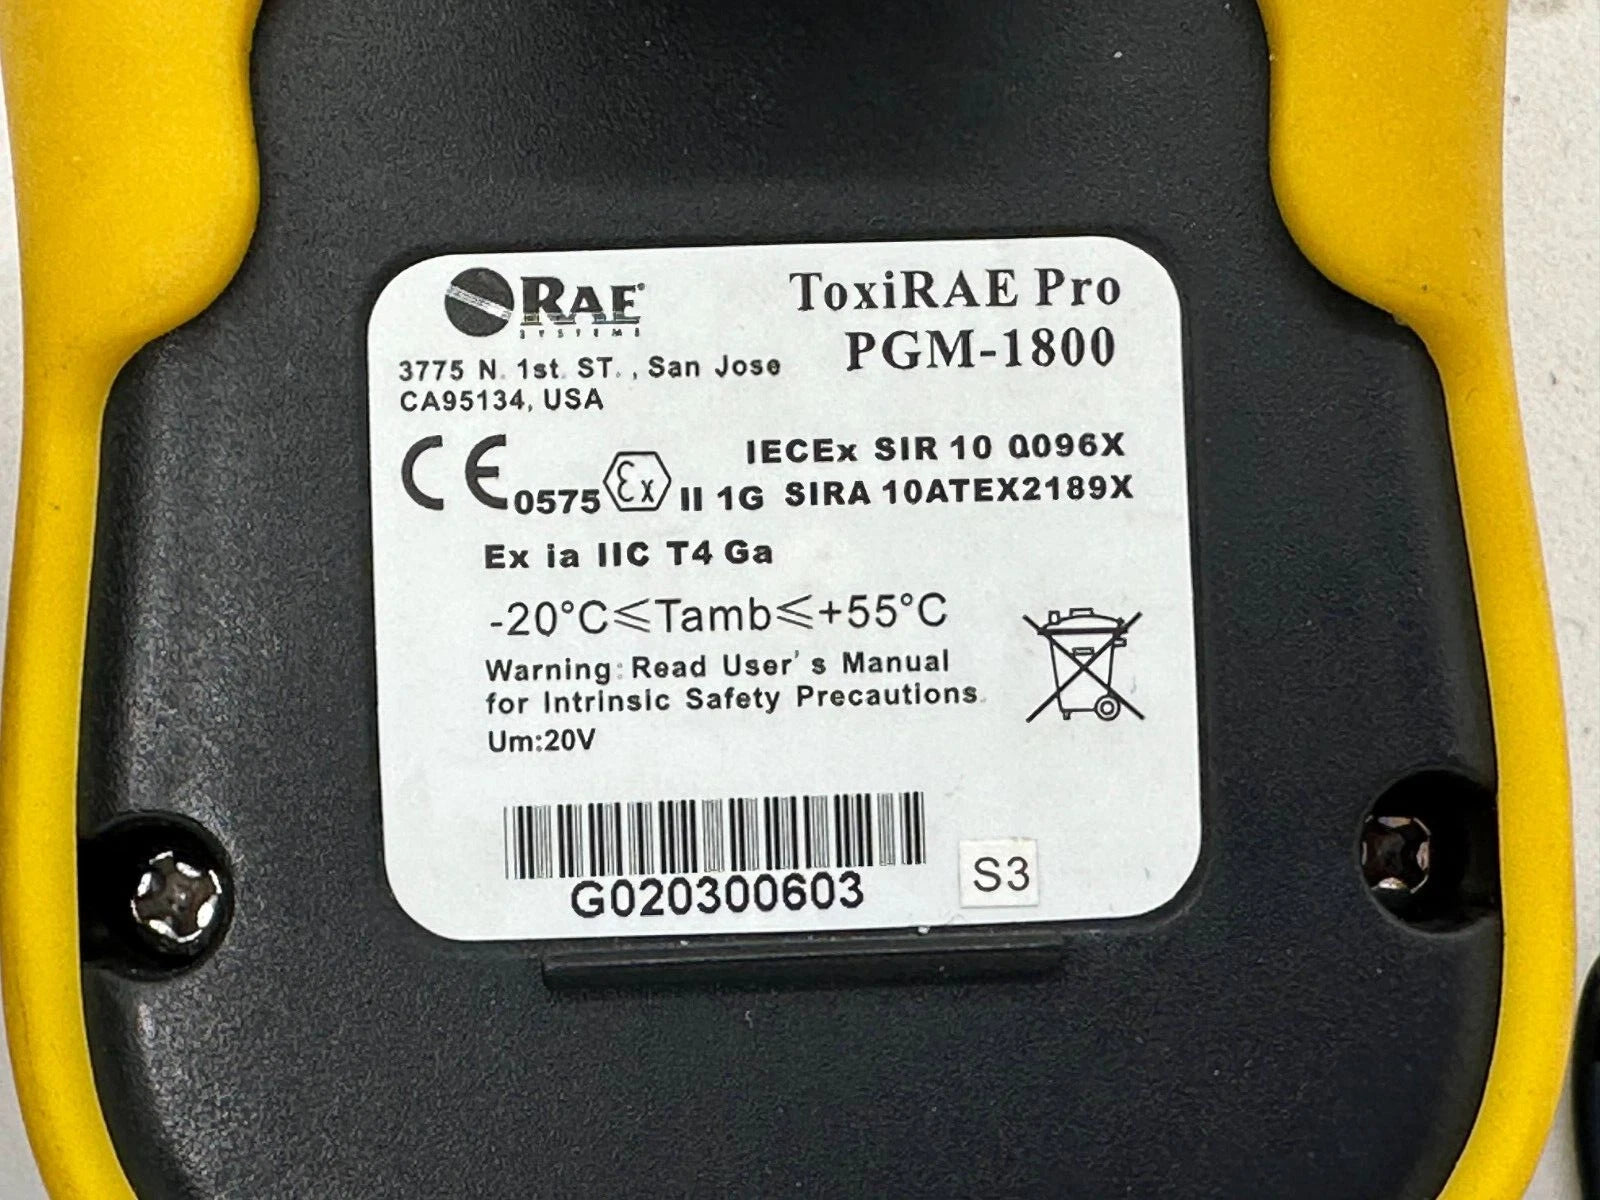 RAE
SYSTEMS
ToxiRAE Pro
PGM-1800
3775 N. 1st. ST. , San Jose
CA95134, USA
IECEx SIR 10 0096X
CE 0575 Ex II 1G SIRA 10ATEX2189X
Ex ia IIC T4 Ga
-20°C≤Tamb≤+55°C
Warning: Read User's Manual
for Intrinsic Safety Precautions.
Um:20V
G020300603
S3